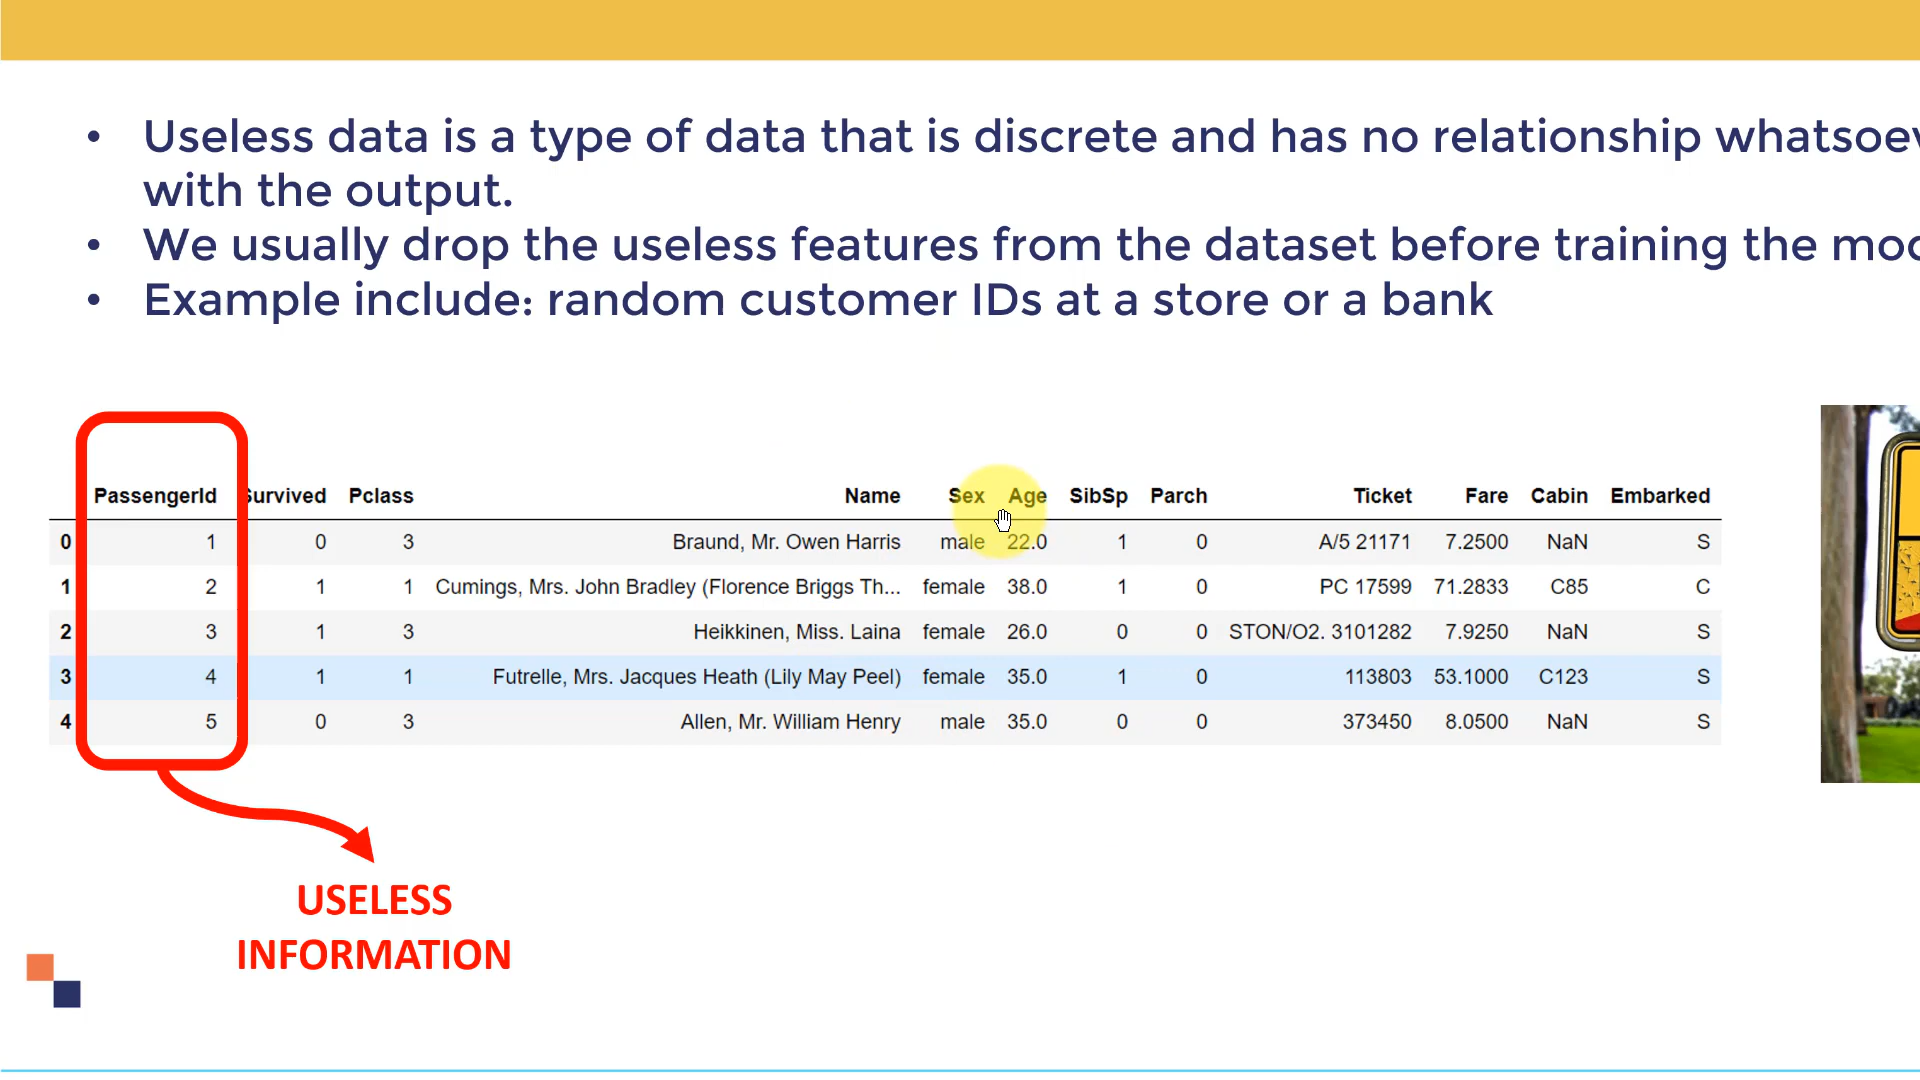 • Useless data is a type of data that is discrete and has no relationship
with the output.
• We usually drop the useless features from the dataset before training the
• Example include: random customer IDs at a store or a bank
PassengerId Survived Pclass Name Sex Age SibSp Parch Ticket Fare Cabin Embarked
0 1 0 3 Braund, Mr. Owen Harris male 22.0 1 0 A/5 21171 7.2500 NaN S
1 2 1 1 Cumings, Mrs. John Bradley (Florence Briggs Th... female 38.0 1 0 PC 17599 71.2833 C85 C
2 3 1 3 Heikkinen, Miss. Laina female 26.0 0 0 STON/O2. 3101282 7.9250 NaN S
3 4 1 1 Futrelle, Mrs. Jacques Heath (Lily May Peel) female 35.0 1 0 113803 53.1000 C123 S
4 5 0 3 Allen, Mr. William Henry male 35.0 0 0 373450 8.0500 NaN S
USELESS
INFORMATION